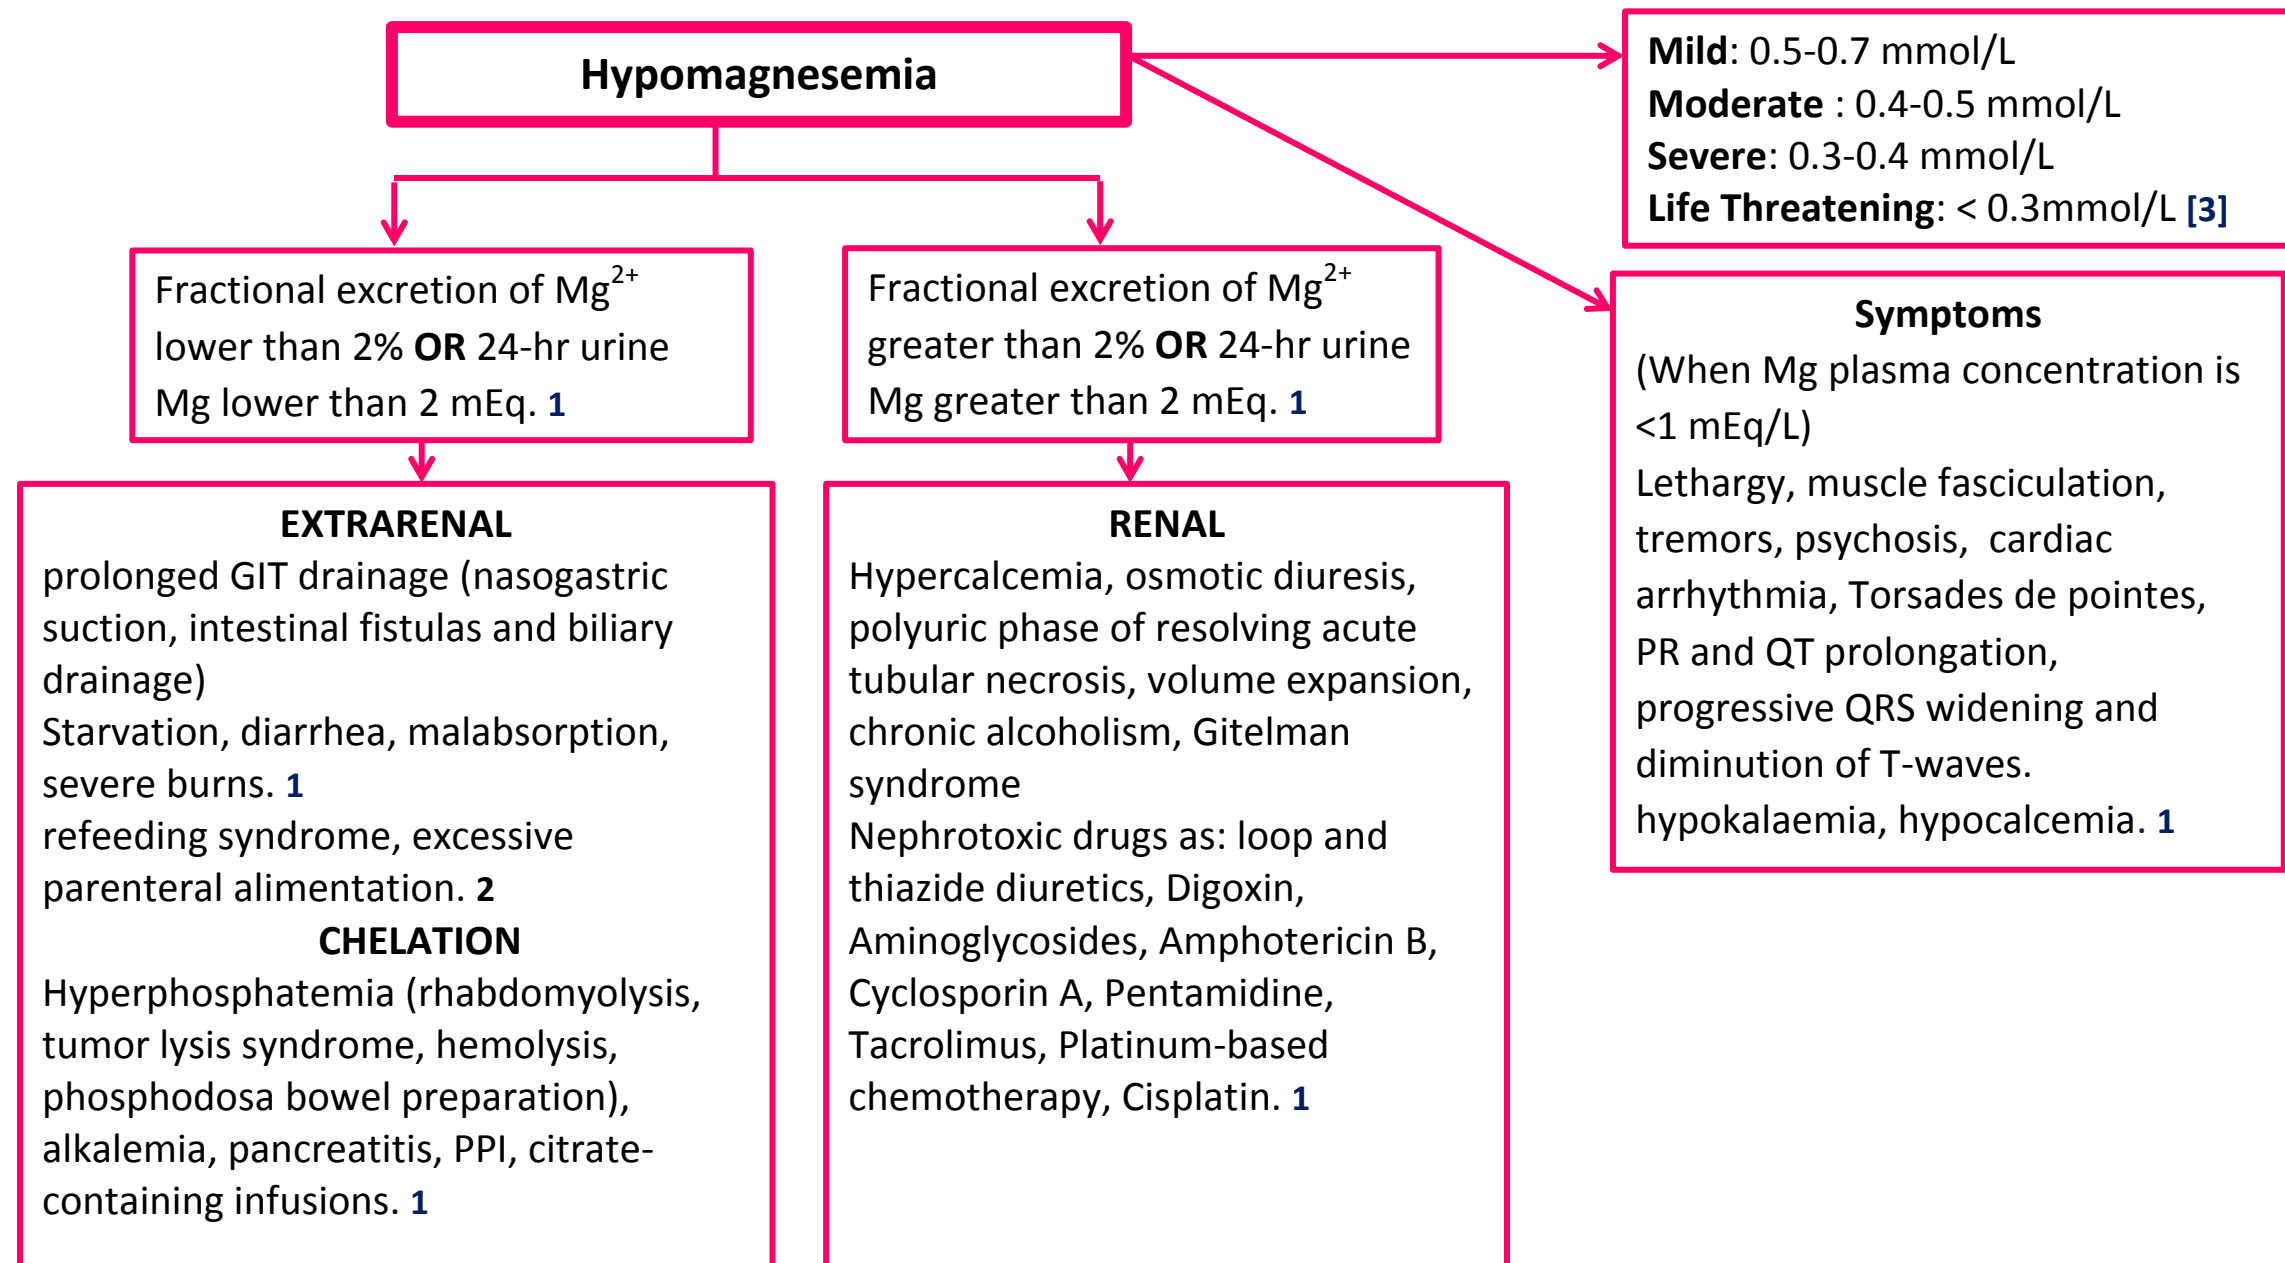 Hypomagnesemia
Mild: 0.5-0.7 mmol/L
Moderate : 0.4-0.5 mmol/L
Severe: 0.3-0.4 mmol/L
Life Threatening: < 0.3mmol/L [3]
Fractional excretion of Mg²⁺
lower than 2% OR 24-hr urine
Mg lower than 2 mEq. 1
Fractional excretion of Mg²⁺
greater than 2% OR 24-hr urine
Mg greater than 2 mEq. 1
Symptoms
(When Mg plasma concentration is
<1 mEq/L)
Lethargy, muscle fasciculation,
tremors, psychosis, cardiac
arrhythmia, Torsades de pointes,
PR and QT prolongation,
progressive QRS widening and
diminution of T-waves.
hypokalaemia, hypocalcemia. 1
EXTRARENAL
prolonged GIT drainage (nasogastric
suction, intestinal fistulas and biliary
drainage)
Starvation, diarrhea, malabsorption,
severe burns. 1
refeeding syndrome, excessive
parenteral alimentation. 2
CHELATION
Hyperphosphatemia (rhabdomyolysis,
tumor lysis syndrome, hemolysis,
phosphodosa bowel preparation),
alkalemia, pancreatitis, PPI, citrate-
containing infusions. 1
RENAL
Hypercalcemia, osmotic diuresis,
polyuric phase of resolving acute
tubular necrosis, volume expansion,
chronic alcoholism, Gitelman
syndrome
Nephrotoxic drugs as: loop and
thiazide diuretics, Digoxin,
Aminoglycosides, Amphotericin B,
Cyclosporin A, Pentamidine,
Tacrolimus, Platinum-based
chemotherapy, Cisplatin. 1